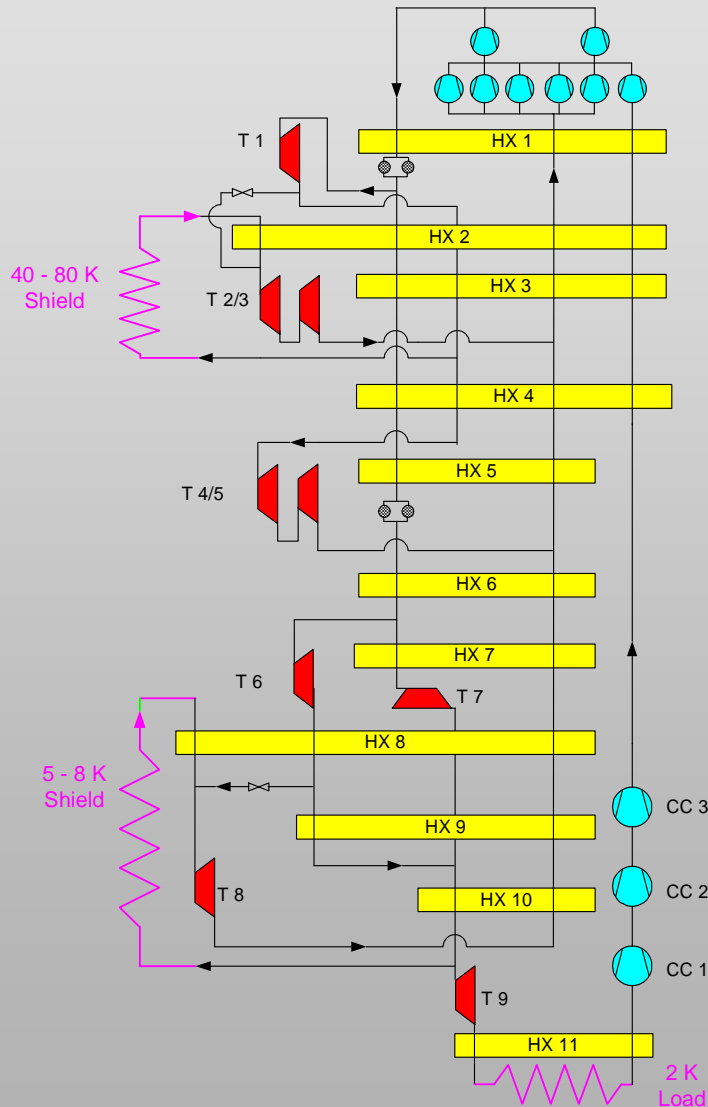 T 1
HX 1
HX 2
40 - 80 K
Shield
T 2/3
HX 3
HX 4
HX 5
T 4/5
HX 6
HX 7
T 6
T 7
HX 8
5 - 8 K
Shield
CC 3
HX 9
T 8
HX 10
CC 2
CC 1
T 9
HX 11
2 K
Load